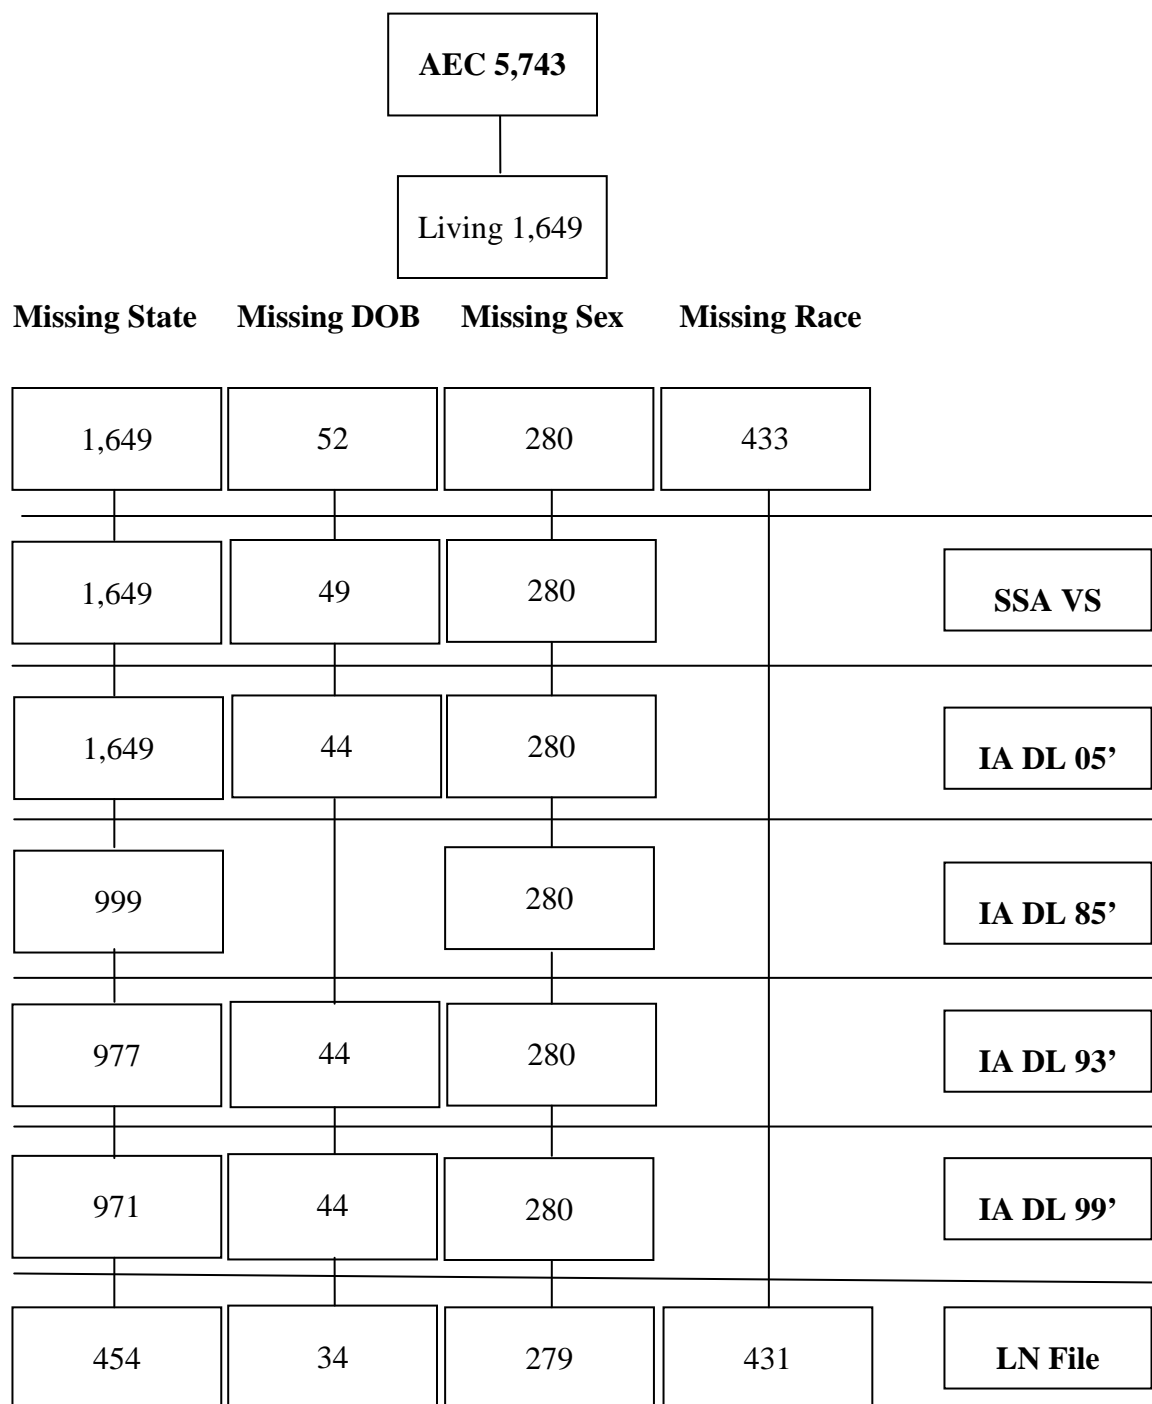 AEC 5,743
Living 1,649
Missing State Missing DOB Missing Sex Missing Race
1,649 52 280 433
1,649 49 280 SSA VS
1,649 44 280 IA DL 05’
999 280 IA DL 85’
977 44 280 IA DL 93’
971 44 280 IA DL 99’
454 34 279 431 LN File